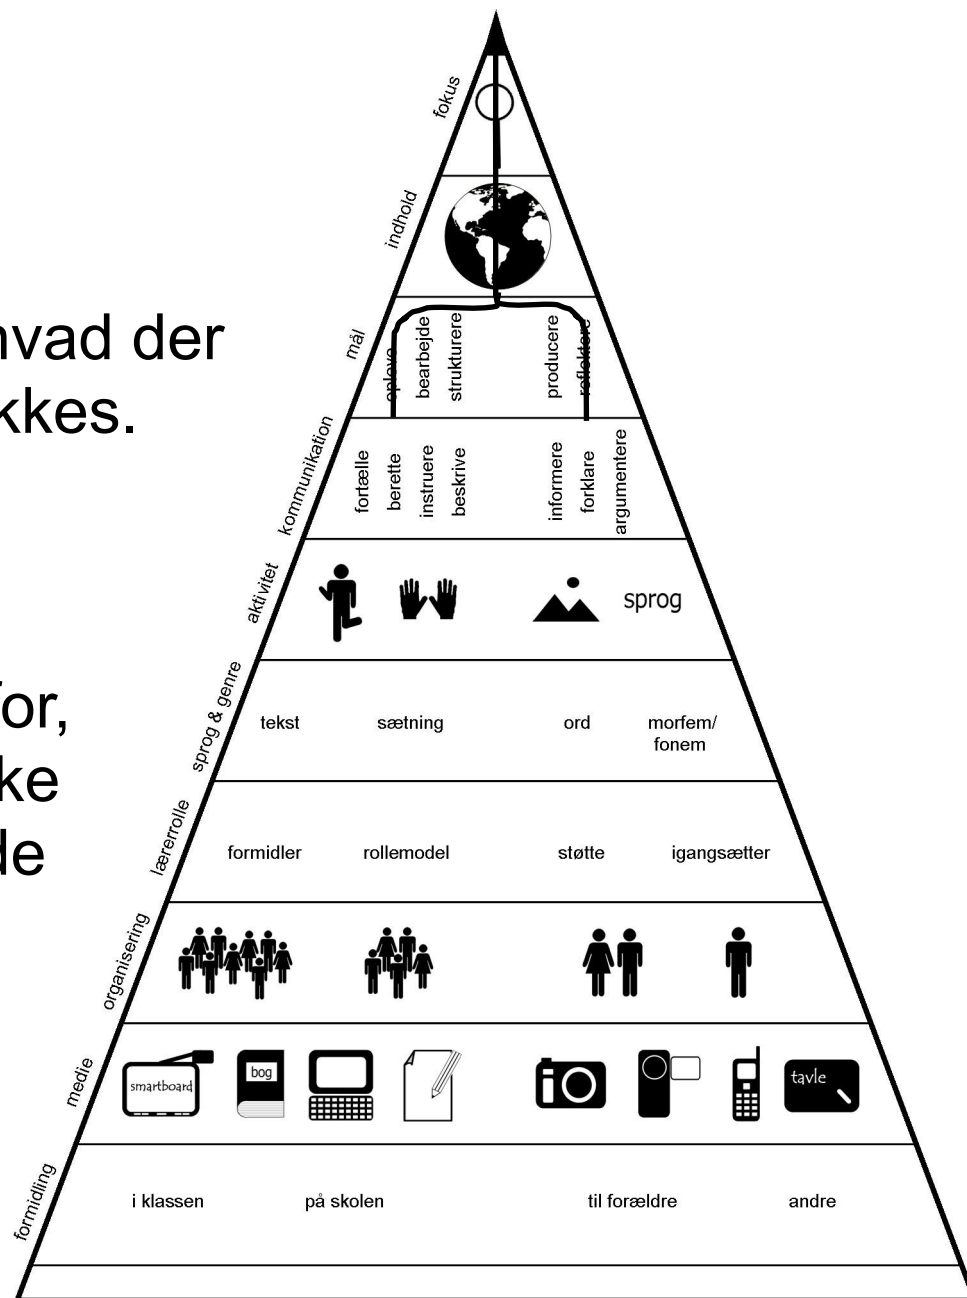 fokus
indhold
hvad der
kkes.
mål
opleve
bearbejde
strukturere
producere
reflektere
kommunikation
fortælle
berette
instruere
beskrive
informere
forklare
argumentere
aktivitet
sprog
for,
ke
de
sprog & genre
tekst
sætning
ord
morfem/
fonem
lærerrolle
formidler
rollemodel
støtte
igangsætter
organisering
medie
smartboard
bog
tavle
formidling
i klassen
på skolen
til forældre
andre